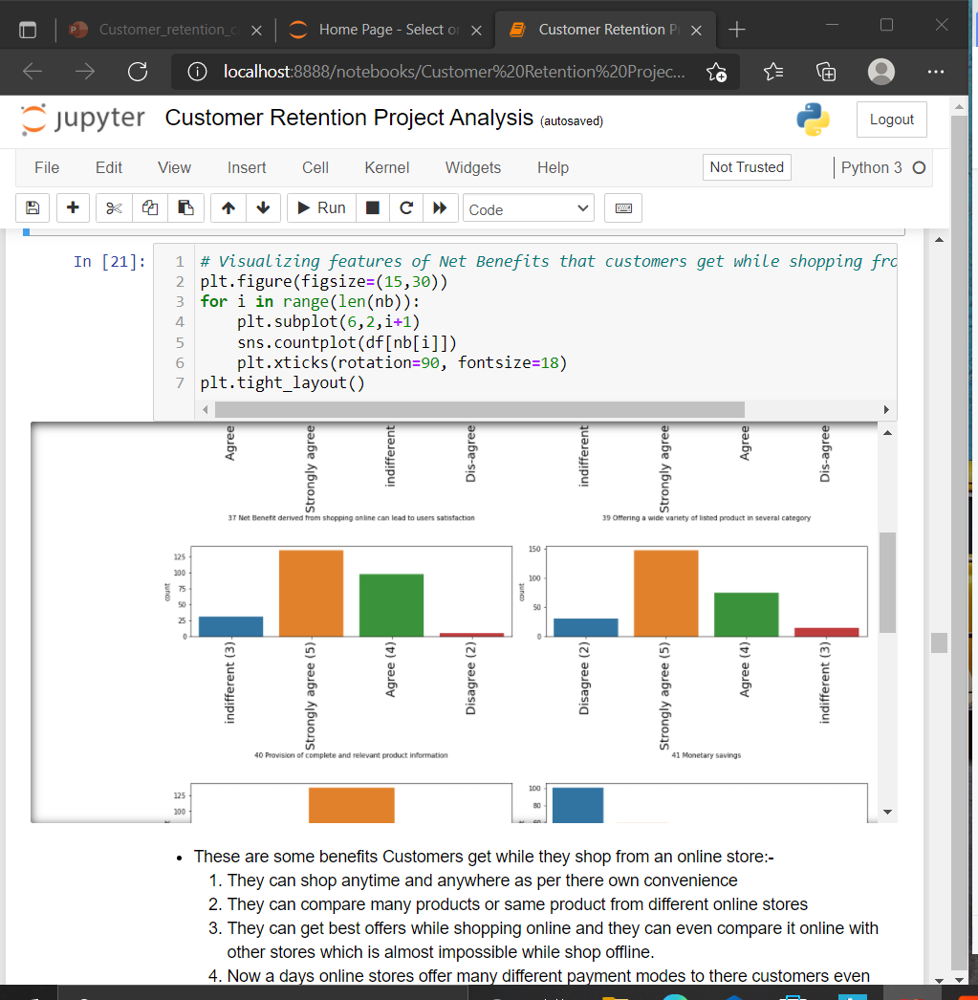 Customer_retention_c
Home Page - Select or
Customer Retention P
localhost:8888/notebooks/Customer%20Retention%20Projec...
jupyter Customer Retention Project Analysis (autosaved)
Logout
File Edit View Insert Cell Kernel Widgets Help
Not Trusted
Python 3
Run
Code
In [21]:
1 # Visualizing features of Net Benefits that customers get while shopping fro
2 plt.figure(figsize=(15,30))
3 for i in range(len(nb)):
4 plt.subplot(6,2,i+1)
5 sns.countplot(df[nb[i]])
6 plt.xticks(rotation=90, fontsize=18)
7 plt.tight_layout()
Agree
Strongly agree
indifferent
Dis-agree
37 Net Benefit derived from shopping online can lead to users satisfaction
indifferent
Strongly agree
Agree
Dis-agree
39 Offering a wide variety of listed product in several category
125
100
75
50
25
0
count
indifferent (3)
Strongly agree (5)
Agree (4)
Disagree (2)
40 Provision of complete and relevant product information
150
100
50
0
count
Disagree (2)
Strongly agree (5)
Agree (4)
indifferent (3)
41 Monetary savings
125
100
100
80
• These are some benefits Customers get while they shop from an online store:-
1. They can shop anytime and anywhere as per there own convenience
2. They can compare many products or same product from different online stores
3. They can get best offers while shopping online and they can even compare it online with
other stores which is almost impossible while shop offline.
4. Now a days online stores offer many different payment modes to there customers even